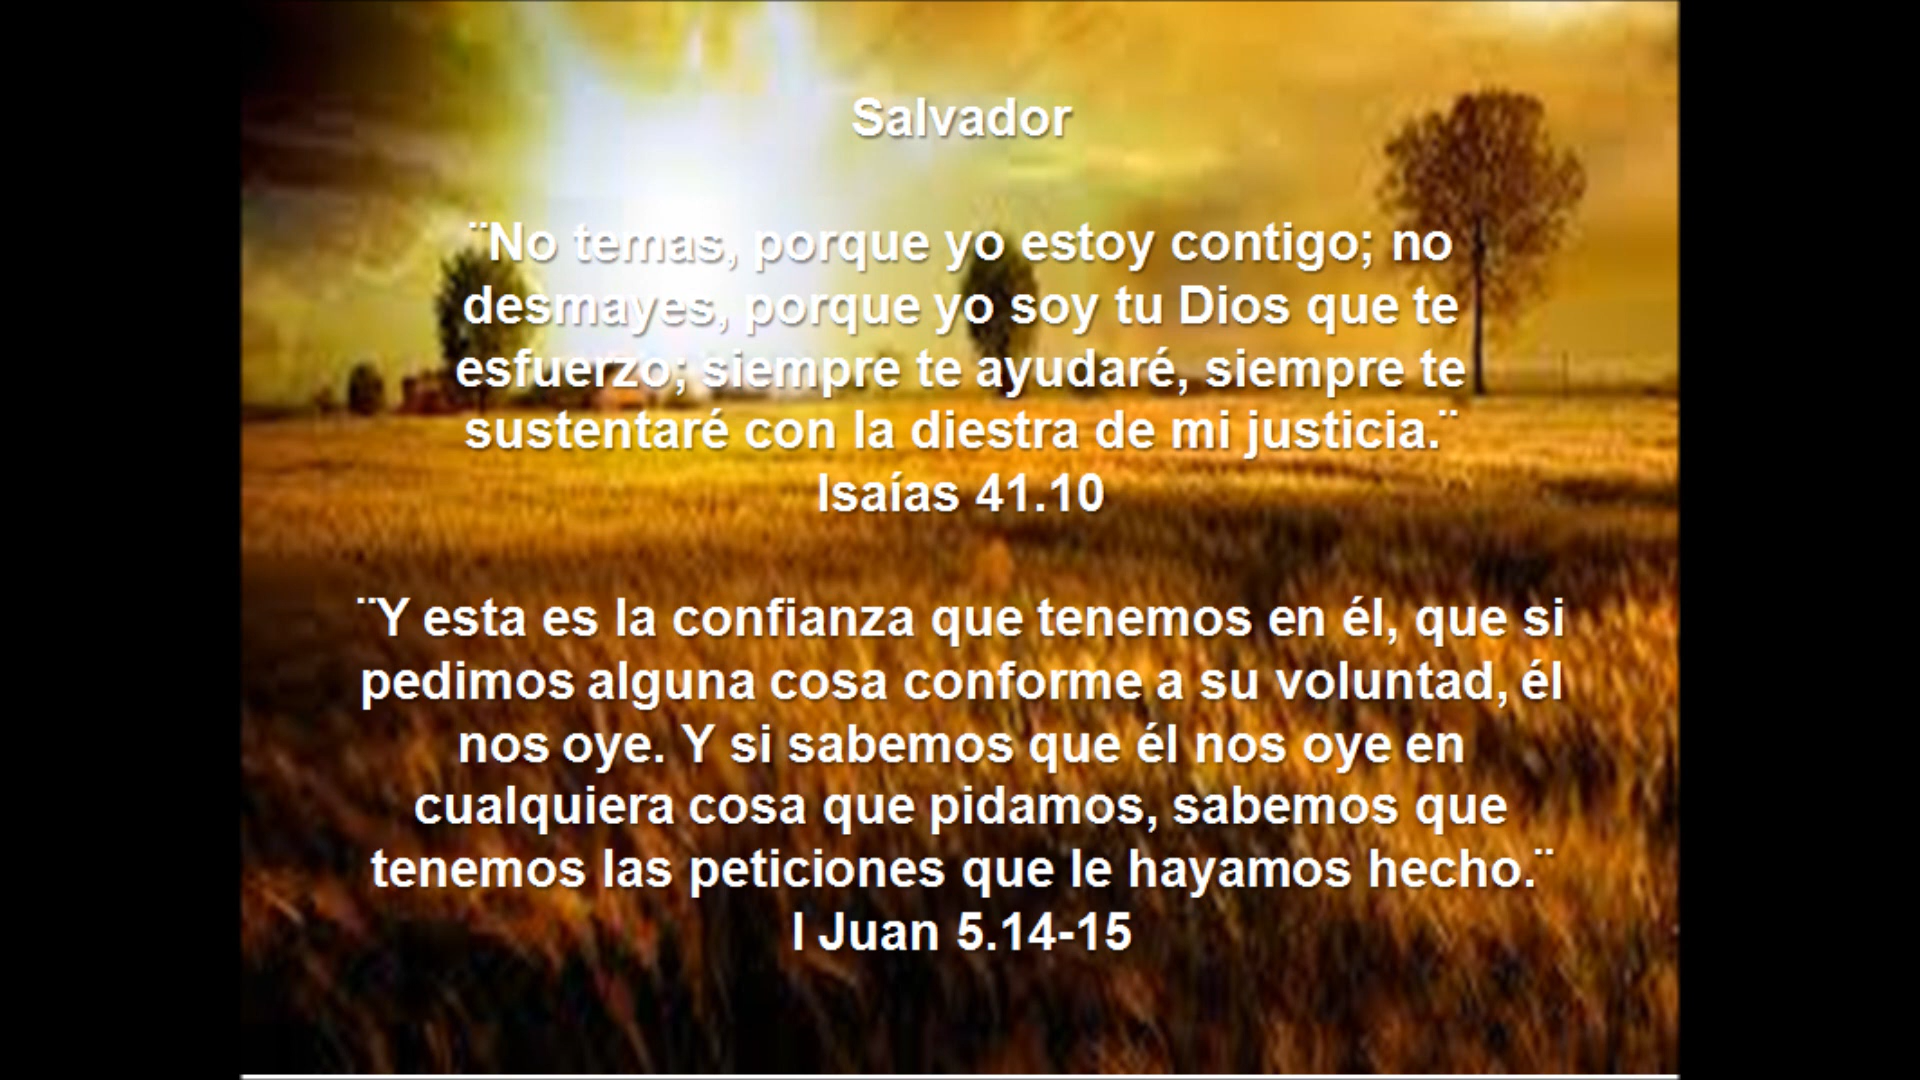 Salvador
¨No temas, porque yo estoy contigo; no
desmayes, porque yo soy tu Dios que te
esfuerzo; siempre te ayudaré, siempre te
sustentaré con la diestra de mi justicia.¨
Isaías 41.10
¨Y esta es la confianza que tenemos en él, que si
pedimos alguna cosa conforme a su voluntad, él
nos oye. Y si sabemos que él nos oye en
cualquiera cosa que pidamos, sabemos que
tenemos las peticiones que le hayamos hecho.¨
I Juan 5.14-15